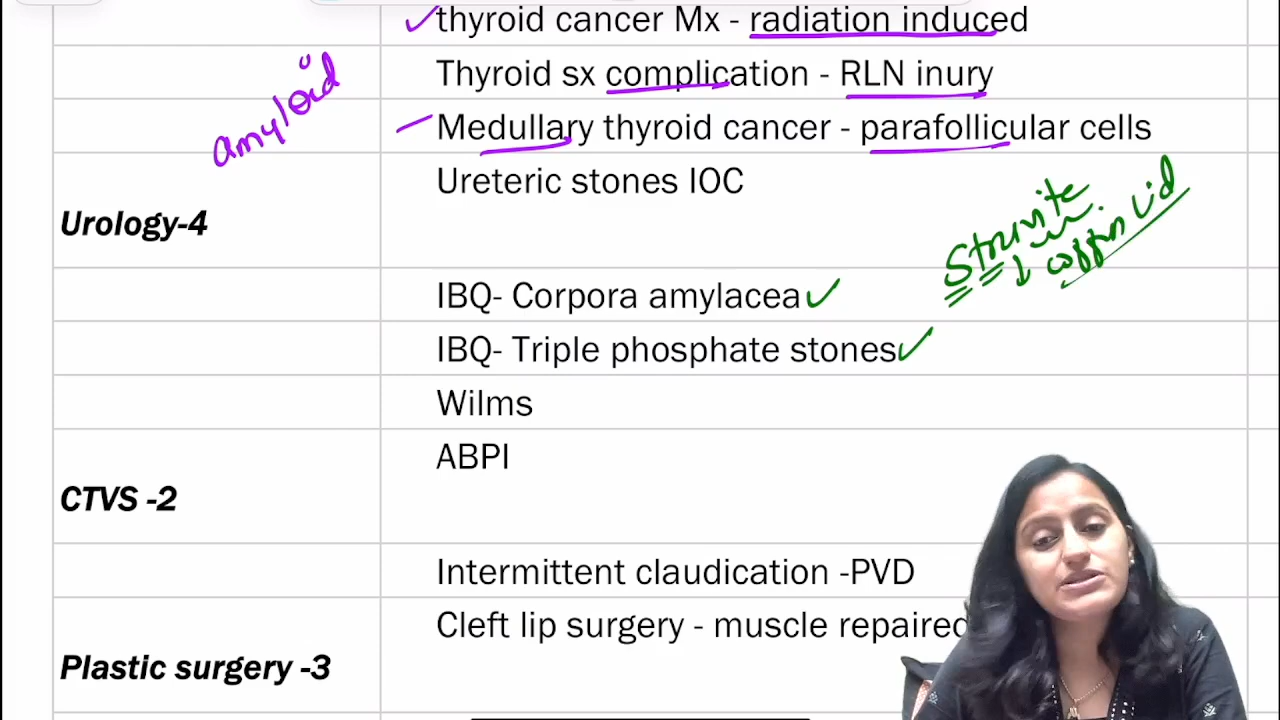 thyroid cancer Mx - radiation induced
Thyroid sx complication - RLN inury
amyloid
Medullary thyroid cancer - parafollicular cells
Ureteric stones IOC
Urology-4
Struvite
coffin lid
IBQ- Corpora amylacea
IBQ- Triple phosphate stones
Wilms
ABPI
CTVS -2
Intermittent claudication -PVD
Cleft lip surgery - muscle repaired
Plastic surgery -3